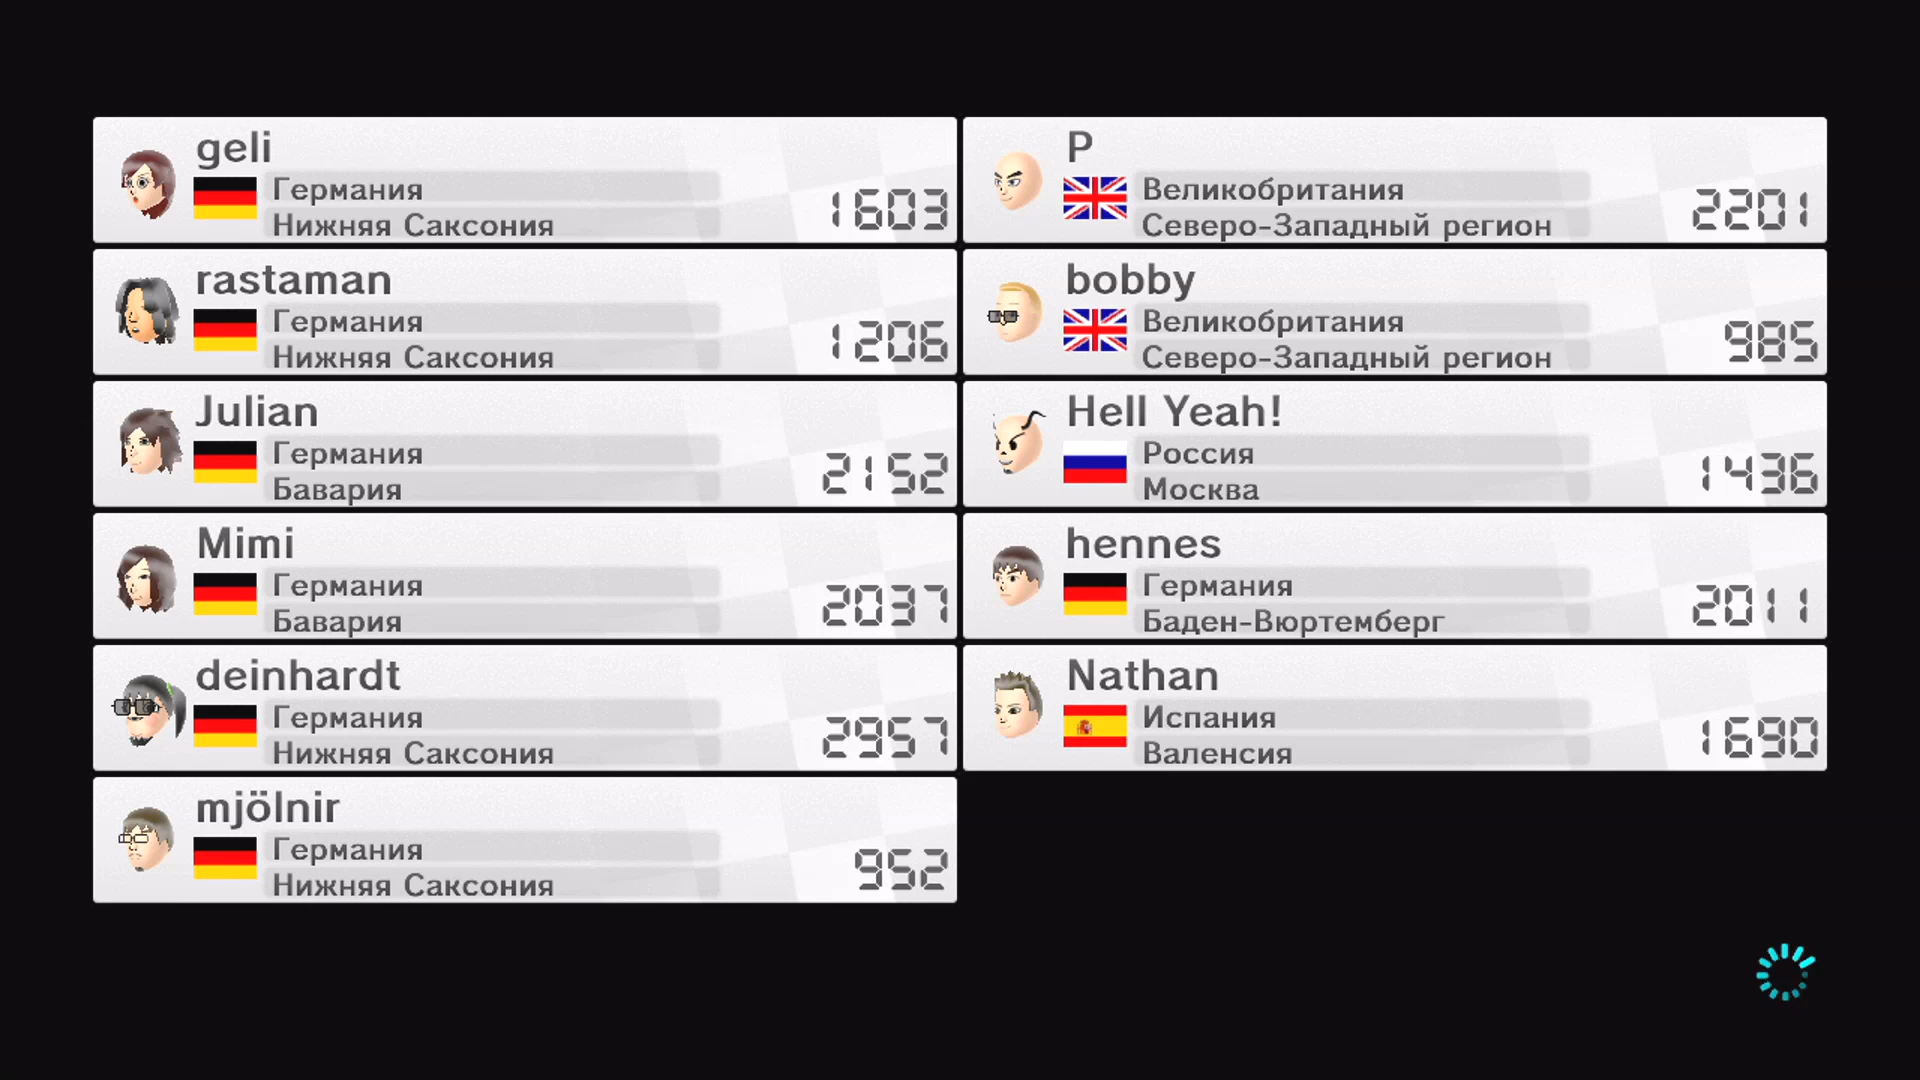 geli
Германия
Нижняя Саксония
1603
rastaman
Германия
Нижняя Саксония
1206
Julian
Германия
Бавария
2152
Mimi
Германия
Бавария
2037
deinhardt
Германия
Нижняя Саксония
2957
mjölnir
Германия
Нижняя Саксония
952
P
Великобритания
Северо-Западный регион
2201
bobby
Великобритания
Северо-Западный регион
985
Hell Yeah!
Россия
Москва
1436
hennes
Германия
Баден-Вюртемберг
2011
Nathan
Испания
Валенсия
1690